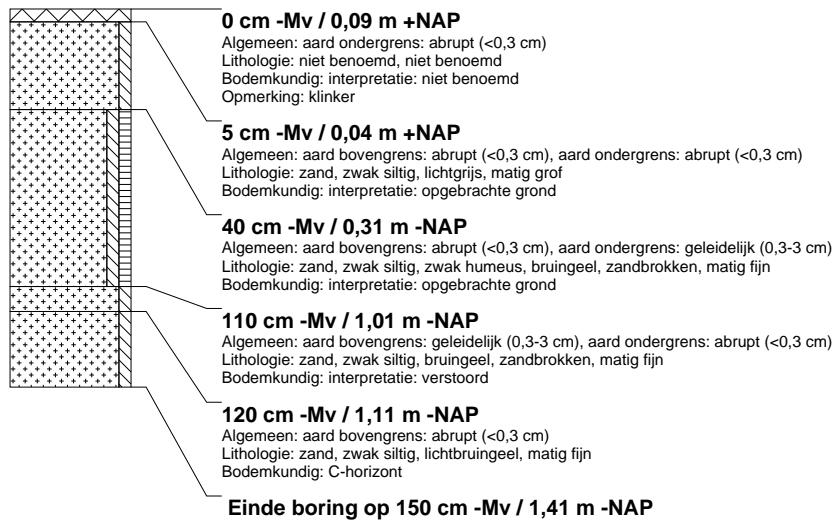 0 cm -Mv / 0,09 m +NAP
Algemeen: aard ondergrens: abrupt (<0,3 cm)
Lithologie: niet benoemd, niet benoemd
Bodemkundig: interpretatie: niet benoemd
Opmerking: klinker
5 cm -Mv / 0,04 m +NAP
Algemeen: aard bovengrens: abrupt (<0,3 cm), aard ondergrens: abrupt (<0,3 cm)
Lithologie: zand, zwak siltig, lichtgrijs, matig grof
Bodemkundig: interpretatie: opgebrachte grond
40 cm -Mv / 0,31 m -NAP
Algemeen: aard bovengrens: abrupt (<0,3 cm), aard ondergrens: geleidelijk (0,3-3 cm)
Lithologie: zand, zwak siltig, zwak humeus, bruingeel, zandbrokken, matig fijn
Bodemkundig: interpretatie: opgebrachte grond
110 cm -Mv / 1,01 m -NAP
Algemeen: aard bovengrens: geleidelijk (0,3-3 cm), aard ondergrens: abrupt (<0,3 cm)
Lithologie: zand, zwak siltig, bruingeel, zandbrokken, matig fijn
Bodemkundig: interpretatie: verstoord
120 cm -Mv / 1,11 m -NAP
Algemeen: aard bovengrens: abrupt (<0,3 cm)
Lithologie: zand, zwak siltig, lichtbruingeel, matig fijn
Bodemkundig: C-horizont
Einde boring op 150 cm -Mv / 1,41 m -NAP